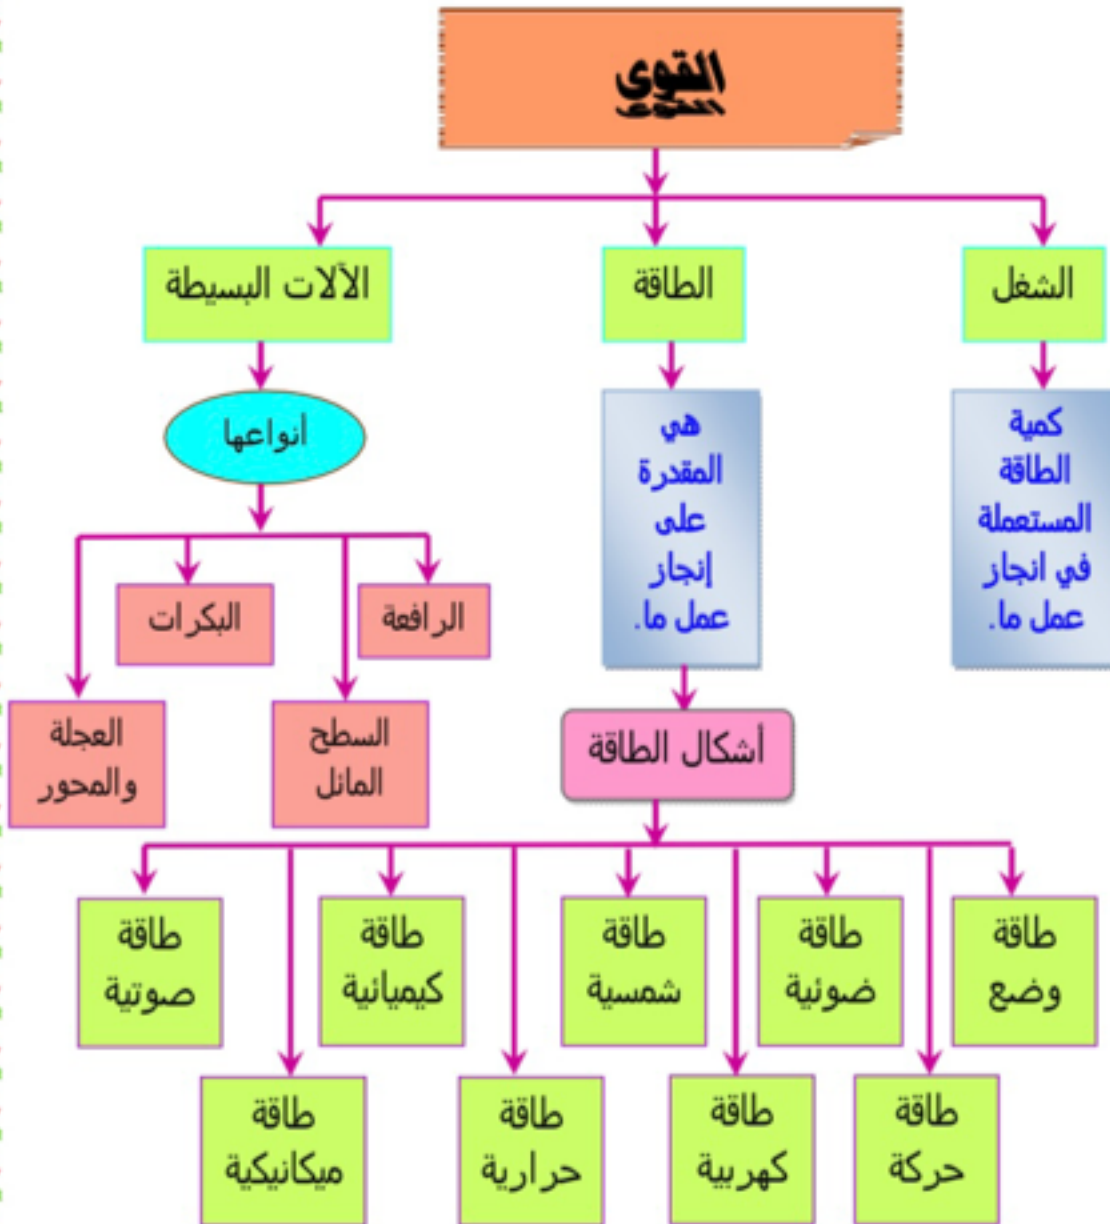 القوى
الشغل
الطاقة
الآلات البسيطة
كمية
الطاقة
المستعملة
في انجاز
عمل ما.
هي
المقدرة
على
إنجاز
عمل ما.
أنواعها
الرافعة
البكرات
السطح
المائل
العجلة
والمحور
أشكال الطاقة
طاقة
وضع
طاقة
ضوئية
طاقة
شمسية
طاقة
كيميائية
طاقة
صوتية
طاقة
حركة
طاقة
كهربية
طاقة
حرارية
طاقة
ميكانيكية